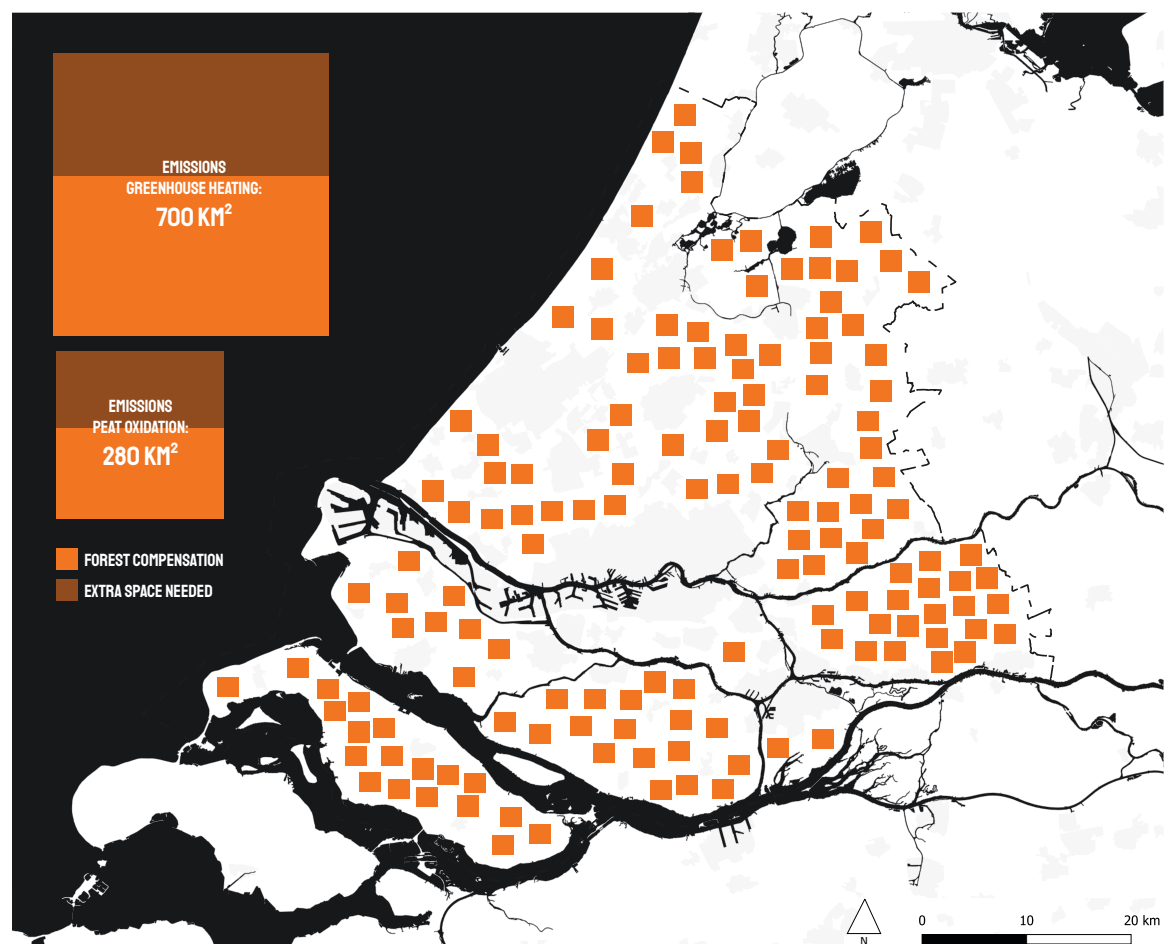 EMISSIONS
GREENHOUSE HEATING:
700 KM²
EMISSIONS
PEAT OXIDATION:
280 KM²
FOREST COMPENSATION
EXTRA SPACE NEEDED
N
0 10 20 km